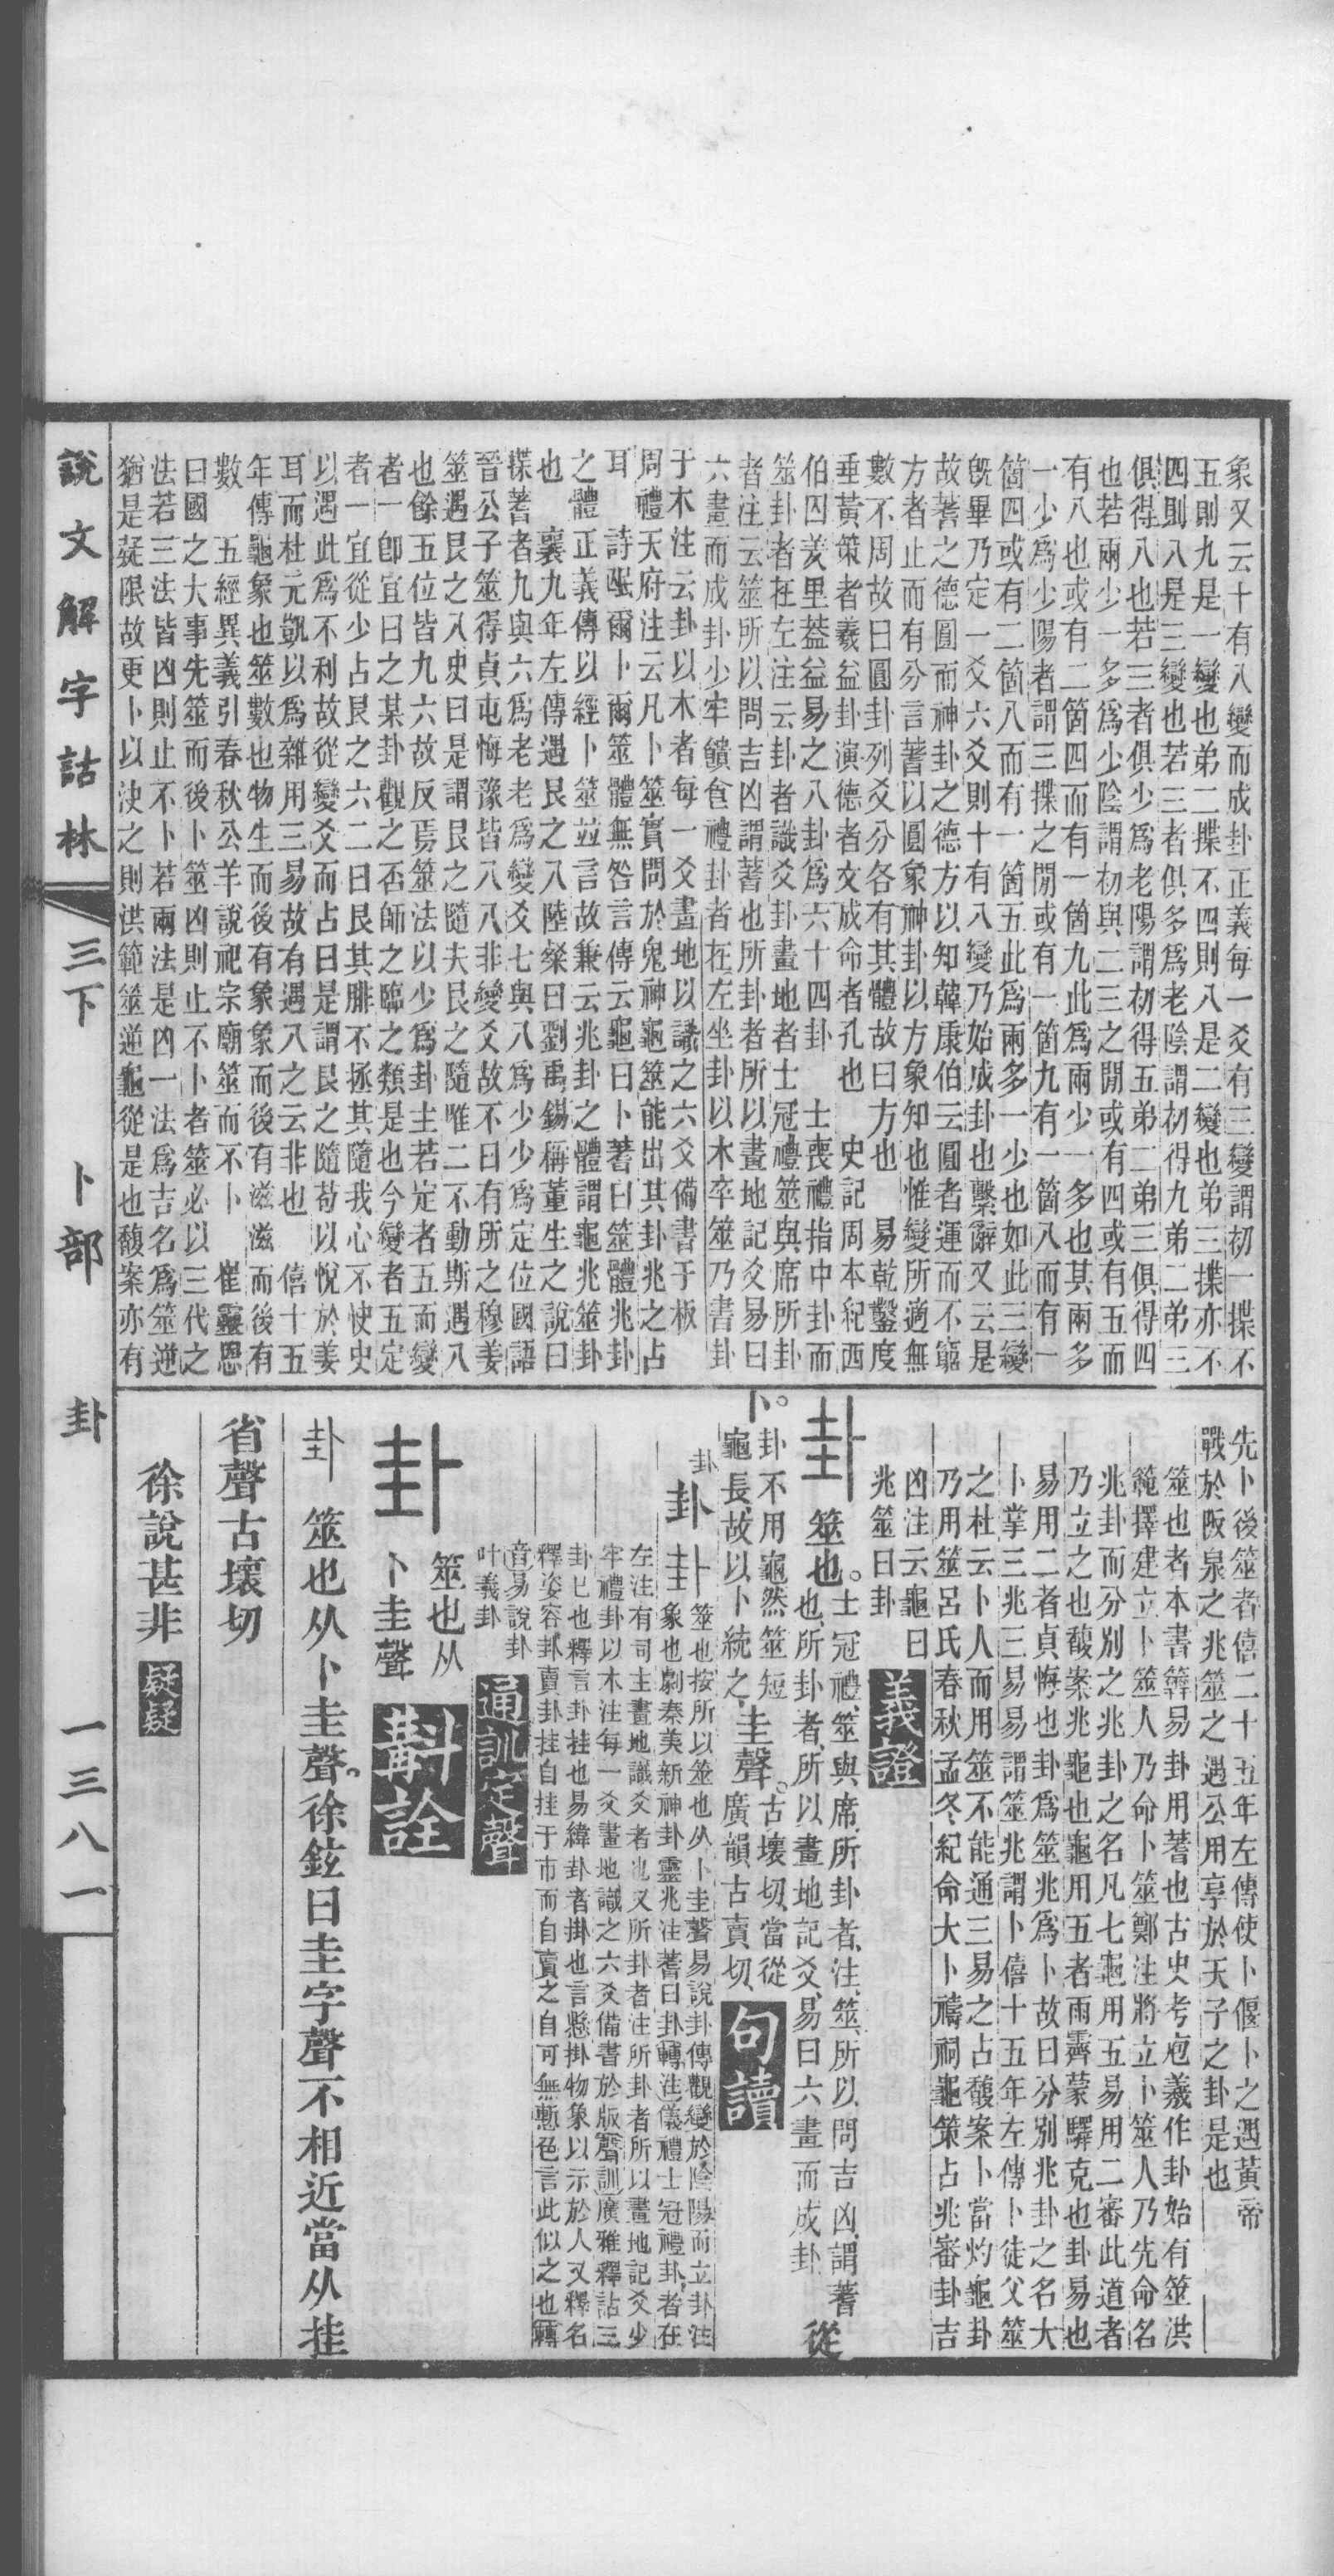 象又云十有八變而成卦正義每一爻有三變謂初一揲不
五則九是一變也弟二揲不四則八是二變也弟三揲亦不
四則八是三變也若三者俱多爲老陰謂初得九弟二弟三
俱得八也若三者俱少爲老陽謂初得五弟二弟三俱得四
也若兩少一多爲少陰謂初與二三之閒或有四或有五而
有八也或有二箇四而有一箇九此爲兩少一多也其兩多
一少爲少陽者謂三揲之閒或有一箇九有一箇八而有一
箇四或有二箇八而有一箇五此爲兩多一少也如此三變
旣畢乃定一爻六爻則十有八變乃始成卦也繫辭又云是
故蓍之德圓而神卦之德方以知韓康伯云圓者運而不窮
方者止而有分言蓍以圓象神卦以方象知也惟變所適無
數不周故曰圓卦列爻分各有其體故曰方也　易乾鑿度
垂黃策者羲益卦演德者文成命者孔也　史記周本紀西
伯囚羑里葢益易之八卦爲六十四卦　士喪禮指中卦而
筮卦者在左注云卦者識爻卦畫地者士冠禮筮與席所卦
者注云筮所以問吉凶謂蓍也所卦者所以畫地記爻易曰
六畫而成卦少牢饋食禮卦者在左坐卦以木卒筮乃書卦
于木注云卦以木者每一爻畫地以識之六爻備書于板
周禮天府注云凡卜筮實問於鬼神龜筮能出其卦兆之占
耳　詩氓爾卜爾筮體無咎言傳云龜曰卜蓍曰筮體兆卦
之體正義傳以經卜筮並言故兼云兆卦之體謂龜兆筮卦
也　襄九年左傳遇艮之八陸粲曰劉禹錫稱董生之說曰
揲蓍者九與六爲老老爲變爻七與八爲少少爲定位國語
晉公子筮得貞屯悔豫皆八八非變爻故不曰有所之穆姜
筮遇艮之八史曰是謂艮之隨夫艮之隨唯二不動斯遇八
也餘五位皆九六故反焉筮法以少爲卦主若定者五而變
者一卽宜曰之某卦觀之否師之臨之類是也今變者五定
者一宜從少占艮之六二曰艮其腓不拯其隨我心不快史
以遇此爲不利故從變爻而占曰是謂艮之隨苟以悅於姜
耳而杜元凱以爲雜用三易故有遇八之云非也　僖十五
年傳龜象也筮數也物生而後有象象而後有滋滋而後有
數　五經異義引春秋公羊說祀宗廟筮而不卜　崔靈恩
曰國之大事先筮而後卜筮凶則止不卜者筮必以三代之
法若三法皆凶則止不卜若兩法是凶一法爲吉名爲筮逆
猶是疑限故更卜以決之則洪範筮逆龜從是也馥案亦有
先卜後筮者僖二十五年左傳使卜偃卜之遇黃帝
戰於阪泉之兆筮之遇公用享於天子之卦是也
筮也者本書簭易卦用蓍也古史考庖羲作卦始有筮洪
範擇建立卜筮人乃命卜筮鄭注將立卜筮人乃先命名
兆卦而分別之兆卦之名凡七龜用五易用二審此道者
乃立之也馥案兆龜也龜用五者雨霽蒙驛克也卦易也
易用二者貞悔也卦爲筮兆爲卜故曰分別兆卦之名大
卜掌三兆三易易謂筮兆謂卜僖十五年左傳卜徒父筮
之杜云卜人而用筮不能通三易之占馥案卜當灼龜卦
乃用筮呂氏春秋孟冬紀命大卜禱祠龜策占兆審卦吉
凶注云龜曰
兆筮曰卦
義證
卦
筮也。
士冠禮、筮與席、所卦者、注、筮、所以問吉凶、謂蓍
也、所卦者、所以畫地記爻、易曰六畫而成卦、
從
卜。
卦不用龜然筮短
龜長、故以卜統之、
圭聲。
古壞切、當從
廣韻古賣切、
句讀
卦
卦
卦
筮也按所以筮也从卜圭聲易說卦傳觀變於陰陽而立卦注
象也劇秦美新神卦靈兆注蓍曰卦轉注儀禮士冠禮卦者在
左注有司主畫地識爻者也又所卦者注所卦者所以畫地記爻少
牢禮卦以木注每一爻畫地識之六爻備書於版聲訓廣雅釋詁三
卦匕也釋言卦挂也易緯卦者掛也言懸掛物象以示於人又釋名
釋姿容卦賣卦挂自挂于市而自賣之自可無慙色言此似之也轉
音易說卦
叶義卦
通訓定聲
卦
筮也从
卜圭聲
斠詮
卦　筮也从卜圭聲。徐鉉曰圭字聲不相近當从挂
省聲古壞切
徐說甚非
疑疑
說文解字詁林
三下
卜部
卦
一三八一